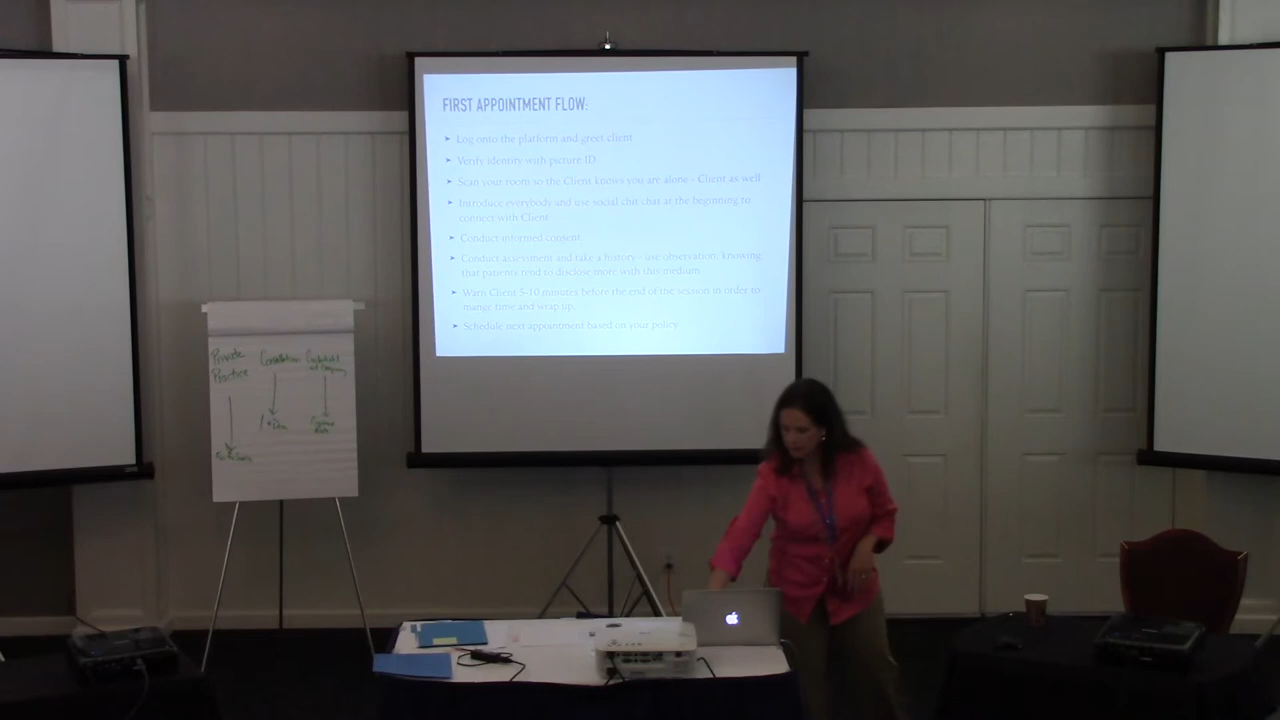 FIRST APPOINTMENT FLOW:
➤ Log onto the platform and greet client
➤ Verify identity with picture ID
➤ Scan your room so the Client knows you are alone - Client as well
➤ Introduce everybody and use social chit chat at the beginning to
connect with Client
➤ Conduct informed consent
➤ Conduct assessment and take a history - use observation, knowing
that patients tend to disclose more with this medium
➤ Warn Client 5-10 minutes before the end of the session in order to
mange time and wrap up.
➤ Schedule next appointment based on your policy
Private
Practice